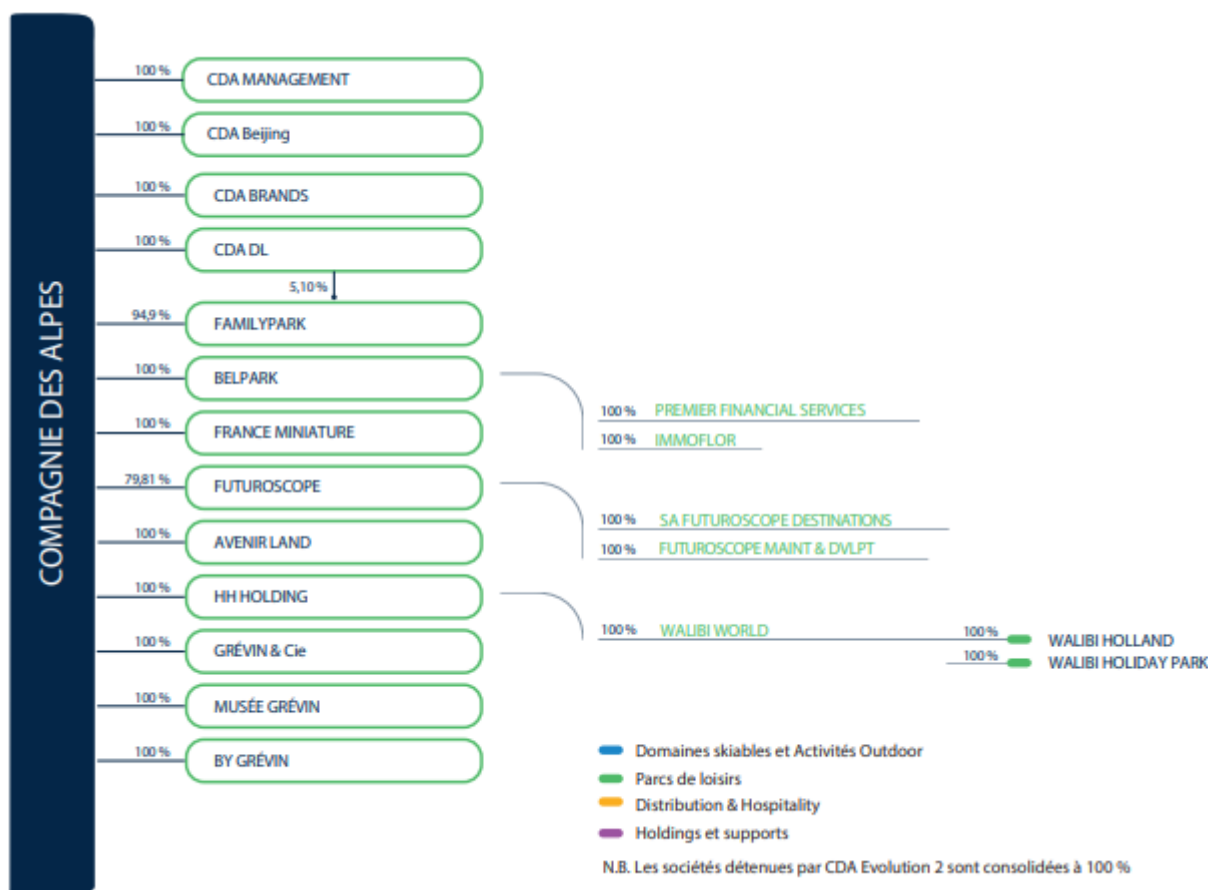 COMPAGNIE DES ALPES
100 % CDA MANAGEMENT
100 % CDA Beijing
100 % CDA BRANDS
100 % CDA DL
5,10 %
94,9 % FAMILYPARK
100 % BELPARK
100 % PREMIER FINANCIAL SERVICES
100 % IMMOFLOR
100 % FRANCE MINIATURE
79,81 % FUTUROSCOPE
100 % SA FUTUROSCOPE DESTINATIONS
100 % FUTUROSCOPE MAINT & DVLPT
100 % AVENIR LAND
100 % HH HOLDING
100 % WALIBI WORLD
100 % WALIBI HOLLAND
100 % WALIBI HOLIDAY PARK
100 % GRÉVIN & Cie
100 % MUSÉE GRÉVIN
100 % BY GRÉVIN
Domaines skiables et Activités Outdoor
Parcs de loisirs
Distribution & Hospitality
Holdings et supports
N.B. Les sociétés détenues par CDA Evolution 2 sont consolidées à 100 %